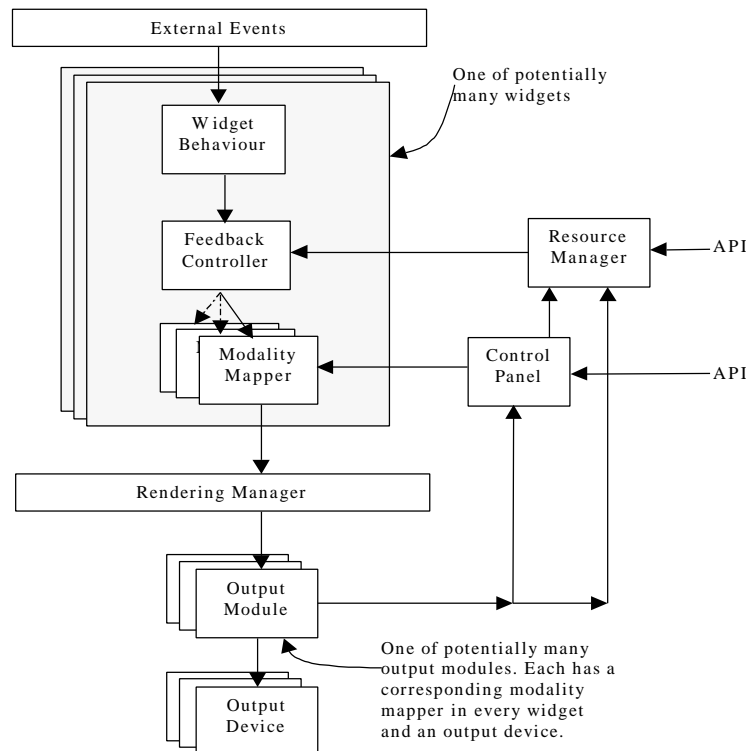 External Events
One of potentially
many widgets
Widget
Behaviour
Feedback
Controller
Resource
Manager
API
Modality
Mapper
Control
Panel
API
Rendering Manager
Output
Module
One of potentially many
output modules. Each has a
corresponding modality
mapper in every widget
and an output device.
Output
Device